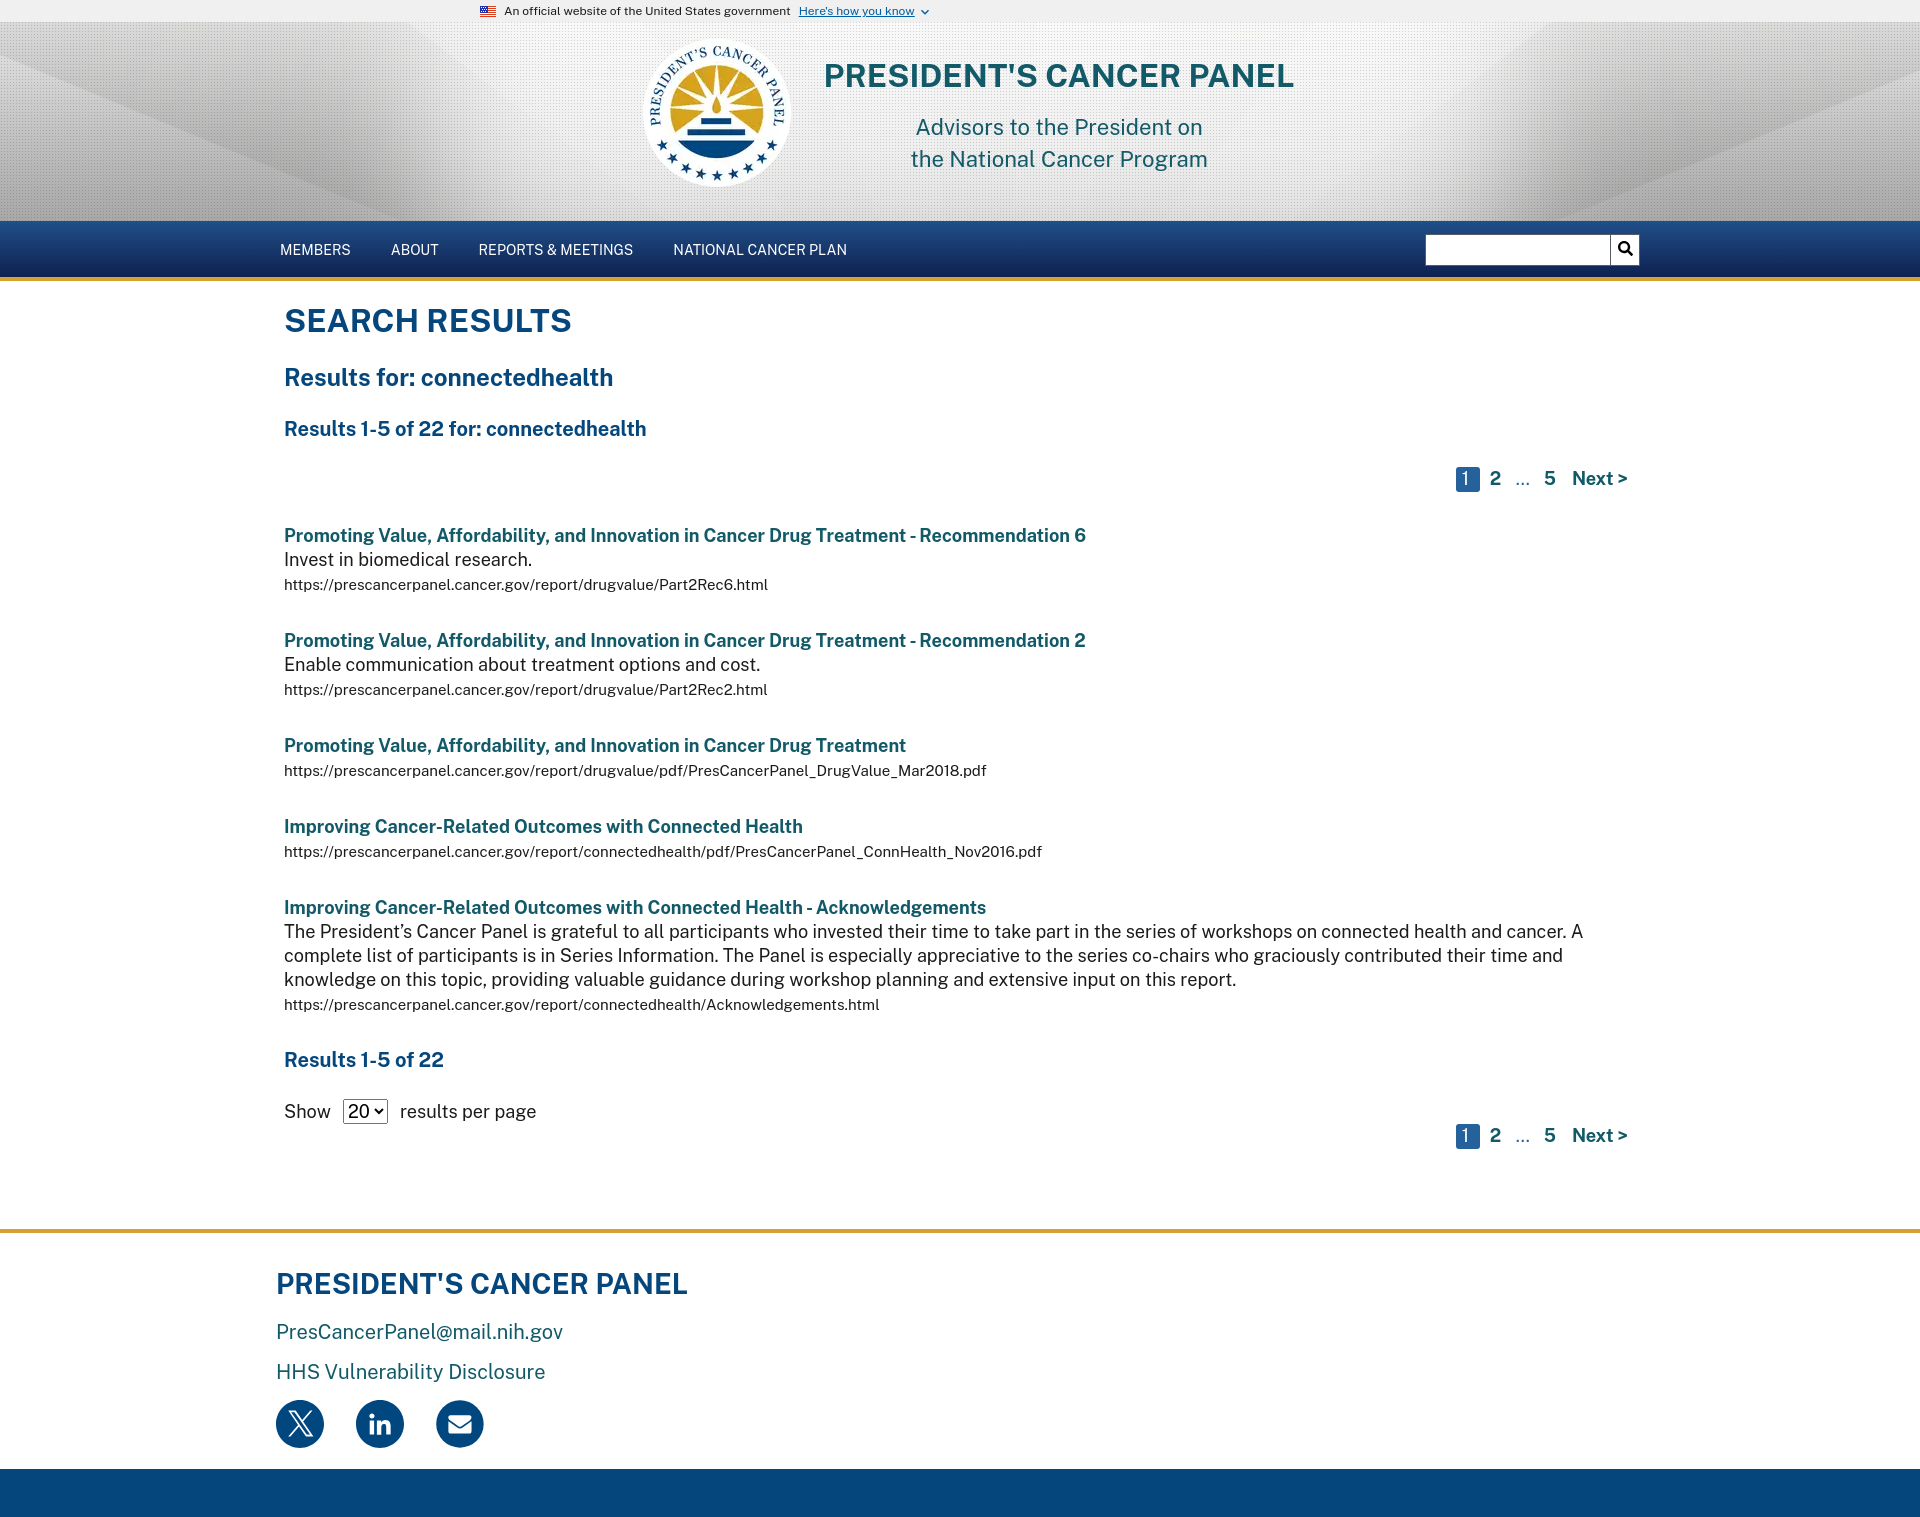 An official website of the United States government Here's how you know
PRESIDENT'S CANCER PANEL
PRESIDENT'S CANCER PANEL
Advisors to the President on
the National Cancer Program
MEMBERS ABOUT REPORTS & MEETINGS NATIONAL CANCER PLAN
SEARCH RESULTS
Results for: connectedhealth
Results 1-5 of 22 for: connectedhealth
1 2 ... 5 Next >
Promoting Value, Affordability, and Innovation in Cancer Drug Treatment - Recommendation 6
Invest in biomedical research.
https://prescancerpanel.cancer.gov/report/drugvalue/Part2Rec6.html
Promoting Value, Affordability, and Innovation in Cancer Drug Treatment - Recommendation 2
Enable communication about treatment options and cost.
https://prescancerpanel.cancer.gov/report/drugvalue/Part2Rec2.html
Promoting Value, Affordability, and Innovation in Cancer Drug Treatment
https://prescancerpanel.cancer.gov/report/drugvalue/pdf/PresCancerPanel_DrugValue_Mar2018.pdf
Improving Cancer-Related Outcomes with Connected Health
https://prescancerpanel.cancer.gov/report/connectedhealth/pdf/PresCancerPanel_ConnHealth_Nov2016.pdf
Improving Cancer-Related Outcomes with Connected Health - Acknowledgements
The President’s Cancer Panel is grateful to all participants who invested their time to take part in the series of workshops on connected health and cancer. A
complete list of participants is in Series Information. The Panel is especially appreciative to the series co-chairs who graciously contributed their time and
knowledge on this topic, providing valuable guidance during workshop planning and extensive input on this report.
https://prescancerpanel.cancer.gov/report/connectedhealth/Acknowledgements.html
Results 1-5 of 22
Show 20 results per page
1 2 ... 5 Next >
PRESIDENT'S CANCER PANEL
PresCancerPanel@mail.nih.gov
HHS Vulnerability Disclosure